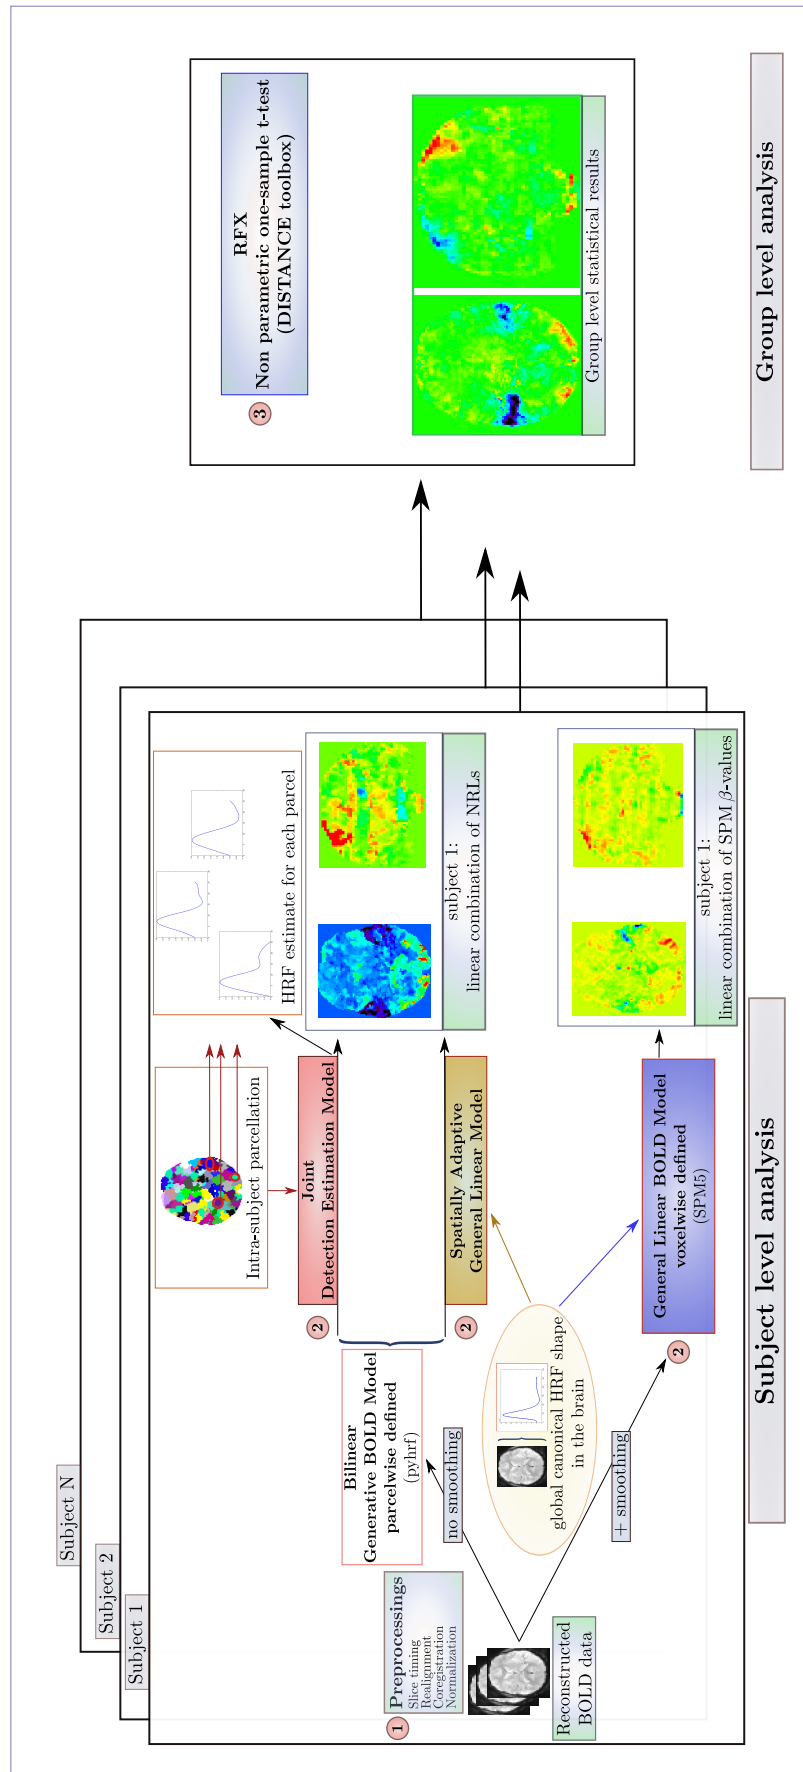 Subject N
Subject 2
Subject 1
1
Preprocessings
Slice timing
Realignment
Coregistration
Normalization
Reconstructed
BOLD data
no smoothing
+ smoothing
Bilinear
Generative BOLD Model
parcelwise defined
(pyhrf)
global canonical HRF shape
in the brain
Intra-subject parcellation
2
Joint
Detection Estimation Model
2
Spatially Adaptive
General Linear Model
2
General Linear BOLD Model
voxelwise defined
(SPM5)
HRF estimate for each parcel
subject 1:
linear combination of NRLs
subject 1:
linear combination of SPM β-values
Subject level analysis
3
RFX
Non parametric one-sample t-test
(DISTANCE toolbox)
Group level statistical results
Group level analysis